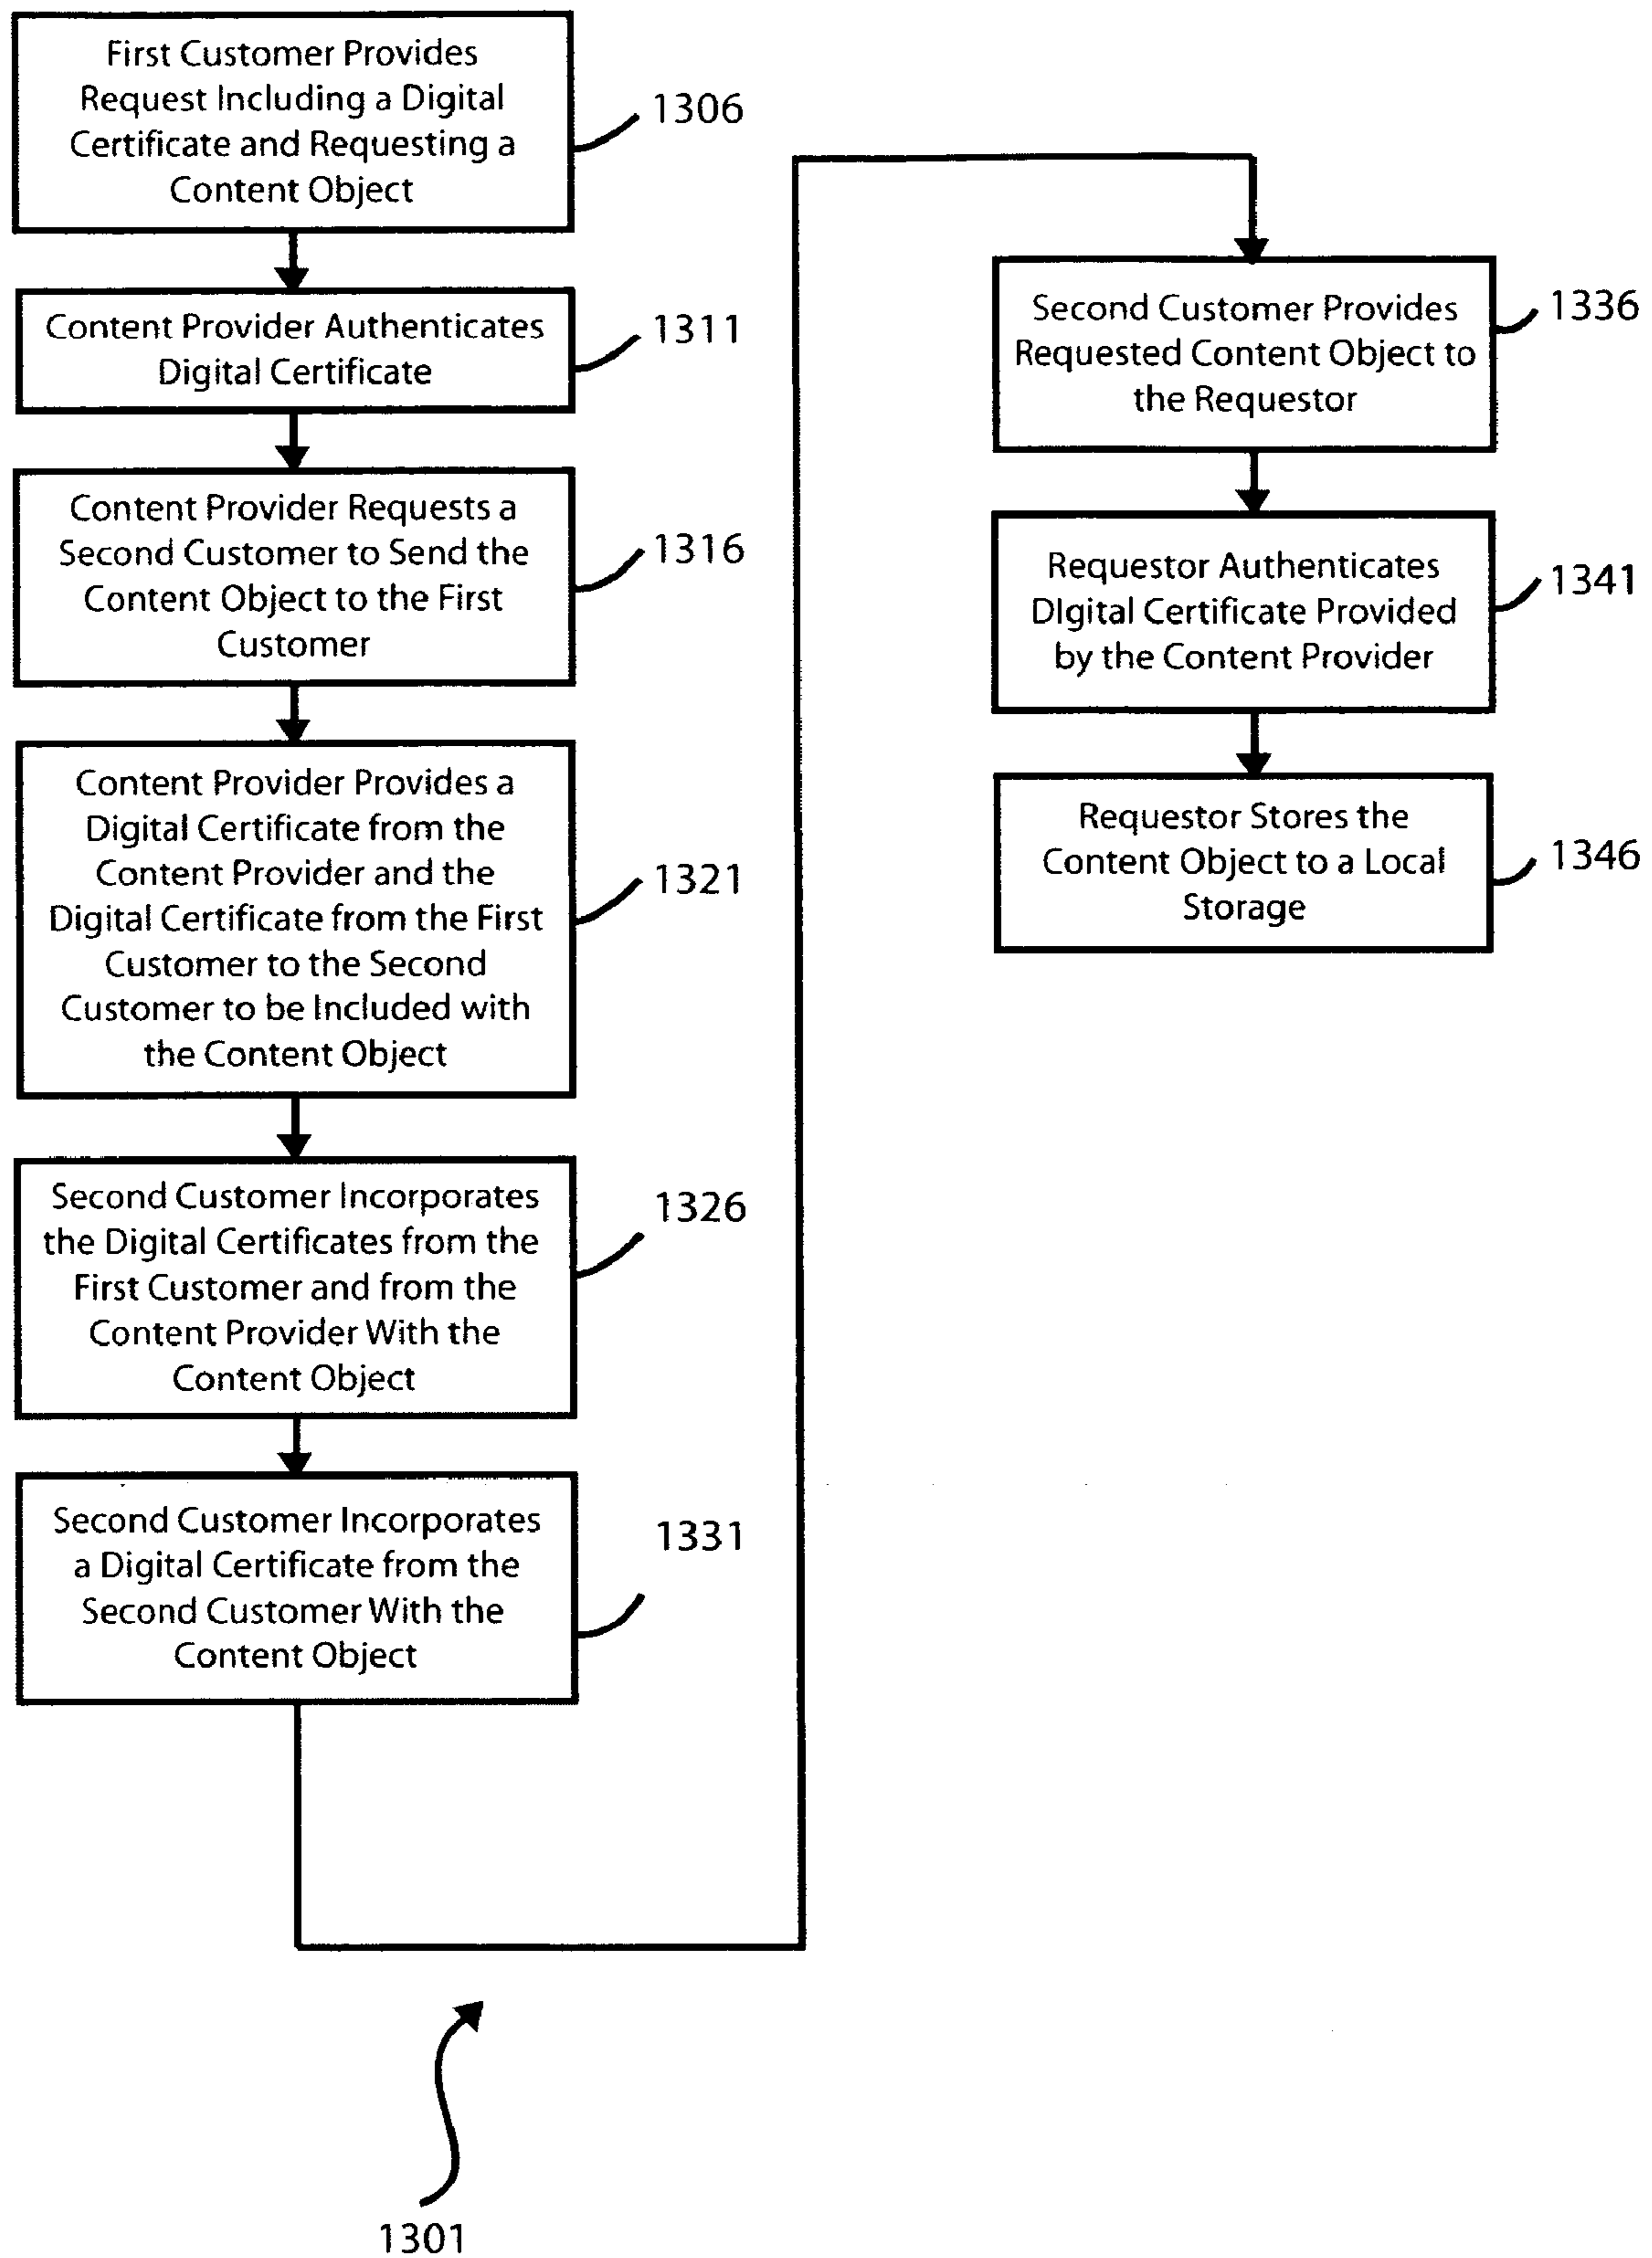 First Customer Provides
Request Including a Digital
Certificate and Requesting a
Content Object
1306
Content Provider Authenticates
Digital Certificate
1311
Content Provider Requests a
Second Customer to Send the
Content Object to the First
Customer
1316
Content Provider Provides a
Digital Certificate from the
Content Provider and the
Digital Certificate from the First
Customer to the Second
Customer to be Included with
the Content Object
1321
Second Customer Incorporates
the Digital Certificates from the
First Customer and from the
Content Provider With the
Content Object
1326
Second Customer Incorporates
a Digital Certificate from the
Second Customer With the
Content Object
1331
Second Customer Provides
Requested Content Object to
the Requestor
1336
Requestor Authenticates
DIgital Certificate Provided
by the Content Provider
1341
Requestor Stores the
Content Object to a Local
Storage
1346
1301